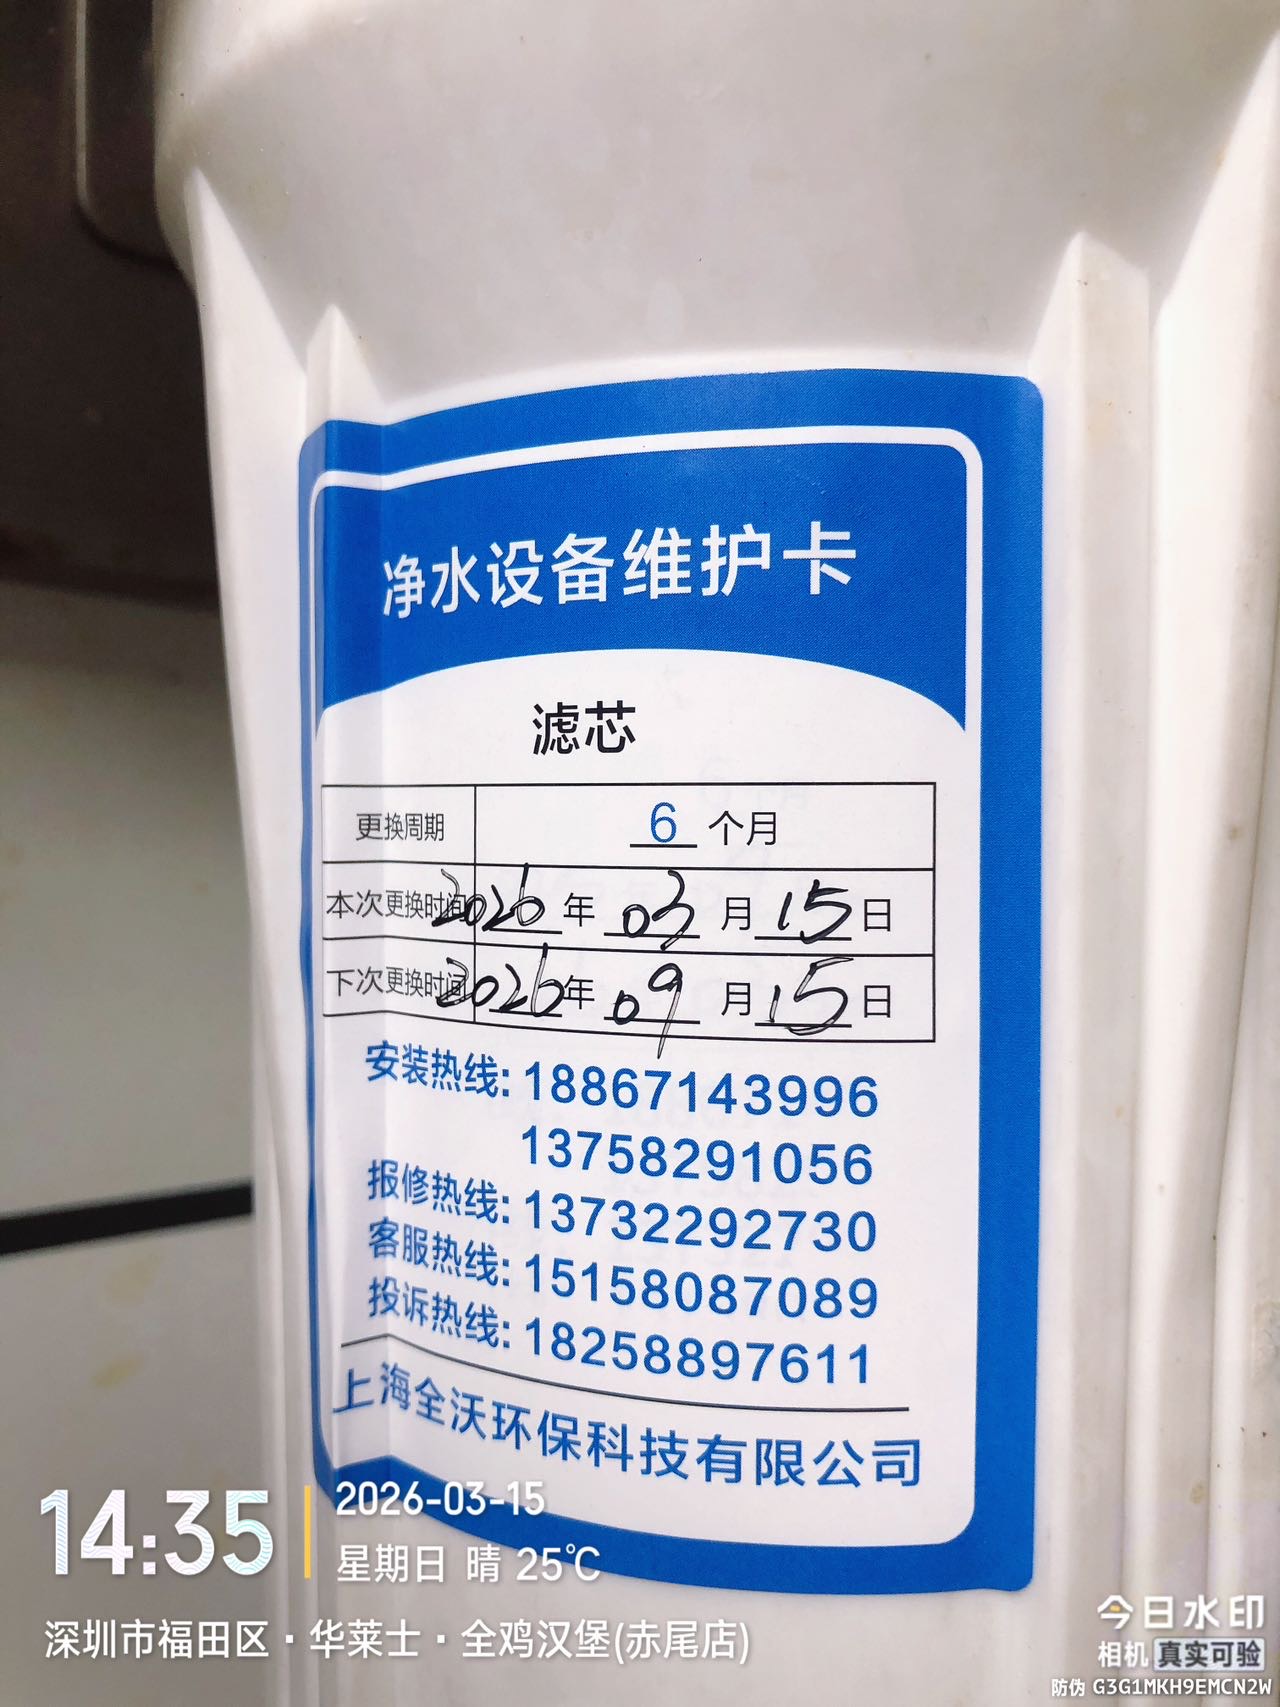 净水设备维护卡
滤芯
更换周期 6 个月
本次更换时间 2026 年 03 月 15 日
下次更换时间 2026 年 09 月 15 日
安装热线: 18867143996
13758291056
报修热线: 13732292730
客服热线: 15158087089
投诉热线: 18258897611
上海全沃环保科技有限公司
14:35
2026-03-15
星期日 晴 25℃
深圳市福田区·华莱士·全鸡汉堡(赤尾店)
今日水印
相机 真实可验
防伪 G3G1MKH9EMCN2W